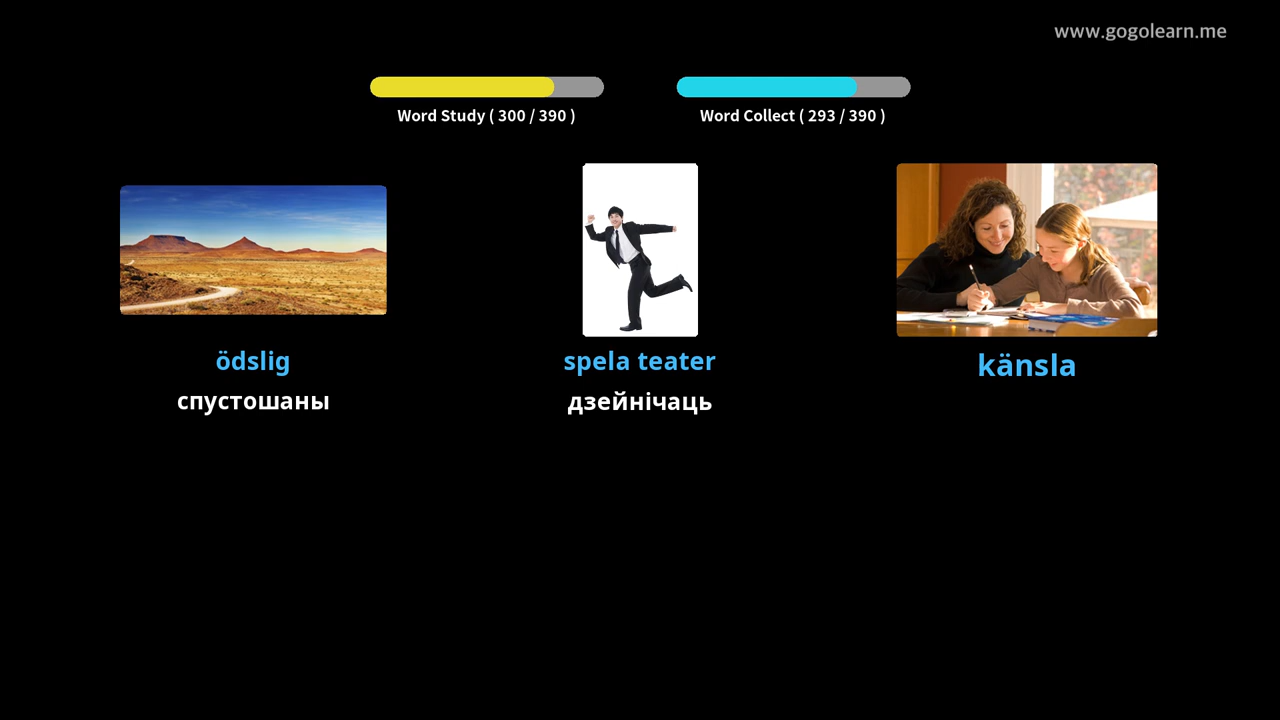 www.gogolearn.me
Word Study ( 300 / 390 )
Word Collect ( 293 / 390 )
ödslig
спустошаны
spela teater
дзейнічаць
känsla